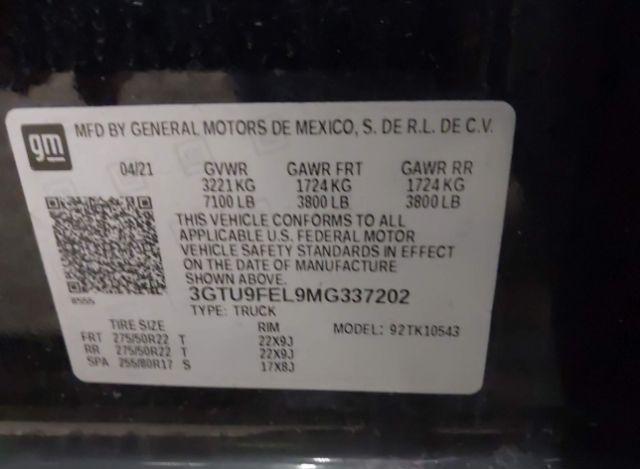 gm
MFD BY GENERAL MOTORS DE MEXICO, S. DE R.L. DE C.V.
04/21 GVWR GAWR FRT GAWR RR
3221 KG 1724 KG 1724 KG
7100 LB 3800 LB 3800 LB
THIS VEHICLE CONFORMS TO ALL
APPLICABLE U.S. FEDERAL MOTOR
VEHICLE SAFETY STANDARDS IN EFFECT
ON THE DATE OF MANUFACTURE
SHOWN ABOVE.
3GTU9FEL9MG337202
TYPE: TRUCK
TIRE SIZE RIM MODEL: 92TK10543
FRT 275/50R22 T 22X9J
RR 275/50R22 T 22X9J
SPA 255/80R17 S 17X8J